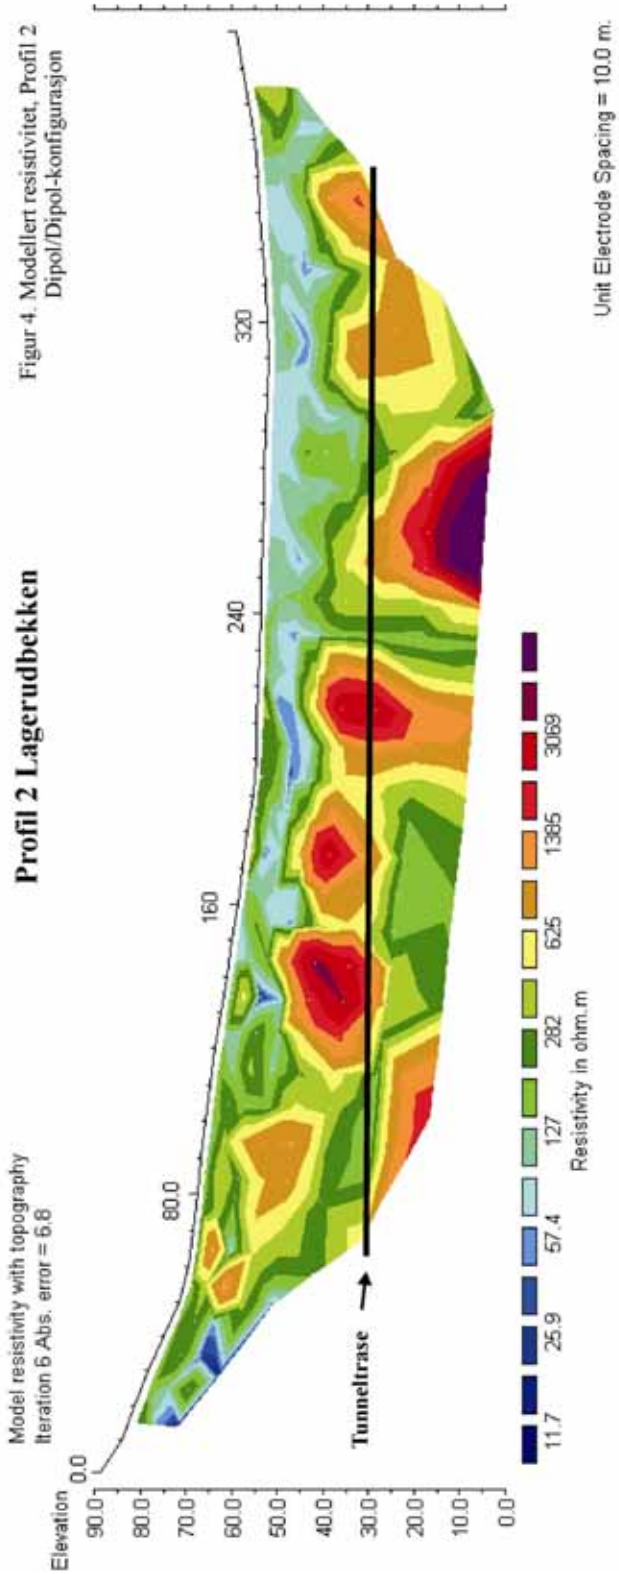 Profil 2 Lagerudbekken
Figur 4. Modellert resistivitet, Profil 2
Dipol/Dipol-konfigurasjon
Model resistivity with topography
Iteration 6 Abs. error = 6.8
Elevation
0.0
80.0
160
240
320
90.0
80.0
70.0
60.0
50.0
40.0
30.0
20.0
10.0
0.0
Tunneltrase
11.7 25.9 57.4 127 282 625 1385 3069
Resistivity in ohm.m
Unit Electrode Spacing = 10.0 m.